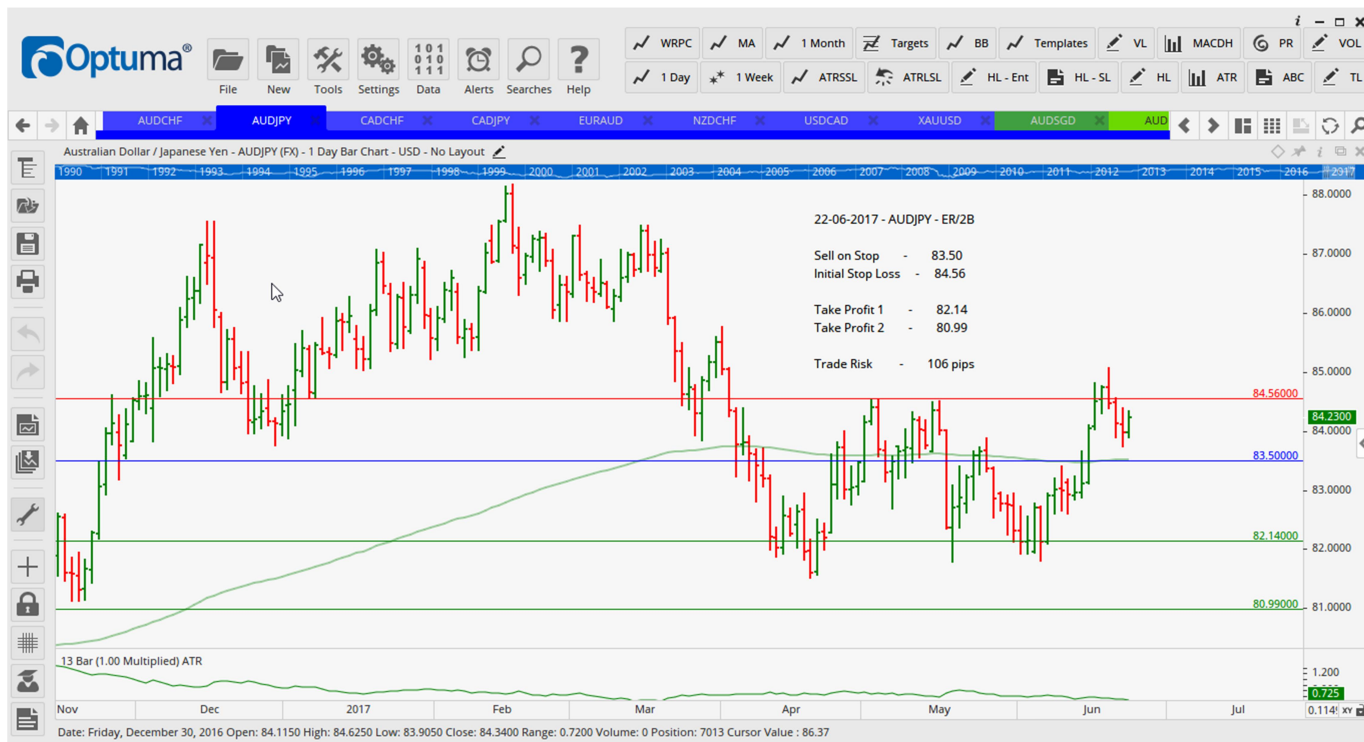 Optuma®
File New Tools Settings Data Alerts Searches Help
WRPC MA 1 Month Targets BB Templates VL MACDH PR VOL
1 Day 1 Week ATRSSL ATRLSL HL - Ent HL - SL HL ATR ABC TL
AUDCHF AUDJPY CADCHF CADJPY EURAUD NZDCHF USDCAD XAUUSD AUDSGD AUD
Australian Dollar / Japanese Yen - AUDJPY (FX) - 1 Day Bar Chart - USD - No Layout
1990 1991 1992 1993 1994 1995 1996 1997 1998 1999 2000 2001 2002 2003 2004 2005 2006 2007 2008 2009 2010 2011 2012 2013 2014 2015 2016 2017
88.0000
22-06-2017 - AUDJPY - ER/2B
87.0000
Sell on Stop - 83.50
Initial Stop Loss - 84.56
86.0000
Take Profit 1 - 82.14
Take Profit 2 - 80.99
Trade Risk - 106 pips
85.0000
84.56000
84.2300
84.0000
83.50000
83.0000
82.14000
82.0000
80.99000
81.0000
13 Bar (1.00 Multiplied) ATR
1.200
0.725
Nov Dec 2017 Feb Mar Apr May Jun Jul
XY
Date: Friday, December 30, 2016 Open: 84.1150 High: 84.6250 Low: 83.9050 Close: 84.3400 Range: 0.7200 Volume: 0 Position: 7013 Cursor Value : 86.37